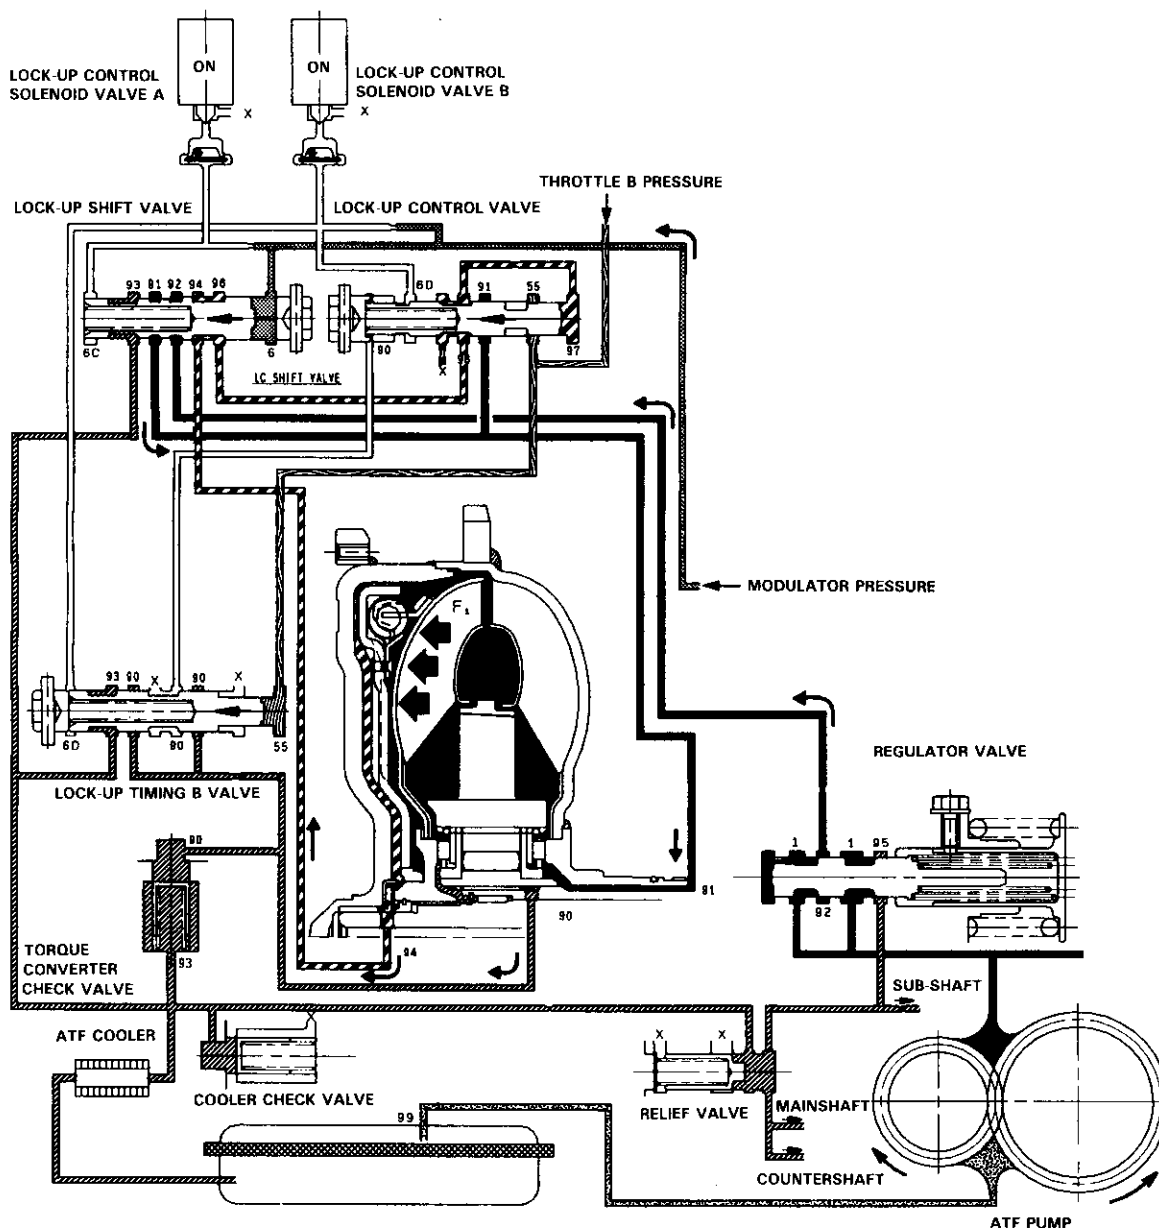 ON
ON
LOCK-UP CONTROL
SOLENOID VALVE A
X
LOCK-UP CONTROL
SOLENOID VALVE B
X
THROTTLE B PRESSURE
LOCK-UP SHIFT VALVE
LOCK-UP CONTROL VALVE
93 91 92 94 96
6D
91
55
6C
6
90
X
96
97
LC SHIFT VALVE
MODULATOR PRESSURE
F₁
93 90
X
90
X
6D
90
55
LOCK-UP TIMING B VALVE
REGULATOR VALVE
1
1
95
92
90
91
90
94
93
TORQUE
CONVERTER
CHECK VALVE
SUB-SHAFT
ATF COOLER
X
X
X
COOLER CHECK VALVE
RELIEF VALVE
MAINSHAFT
99
COUNTERSHAFT
ATF PUMP